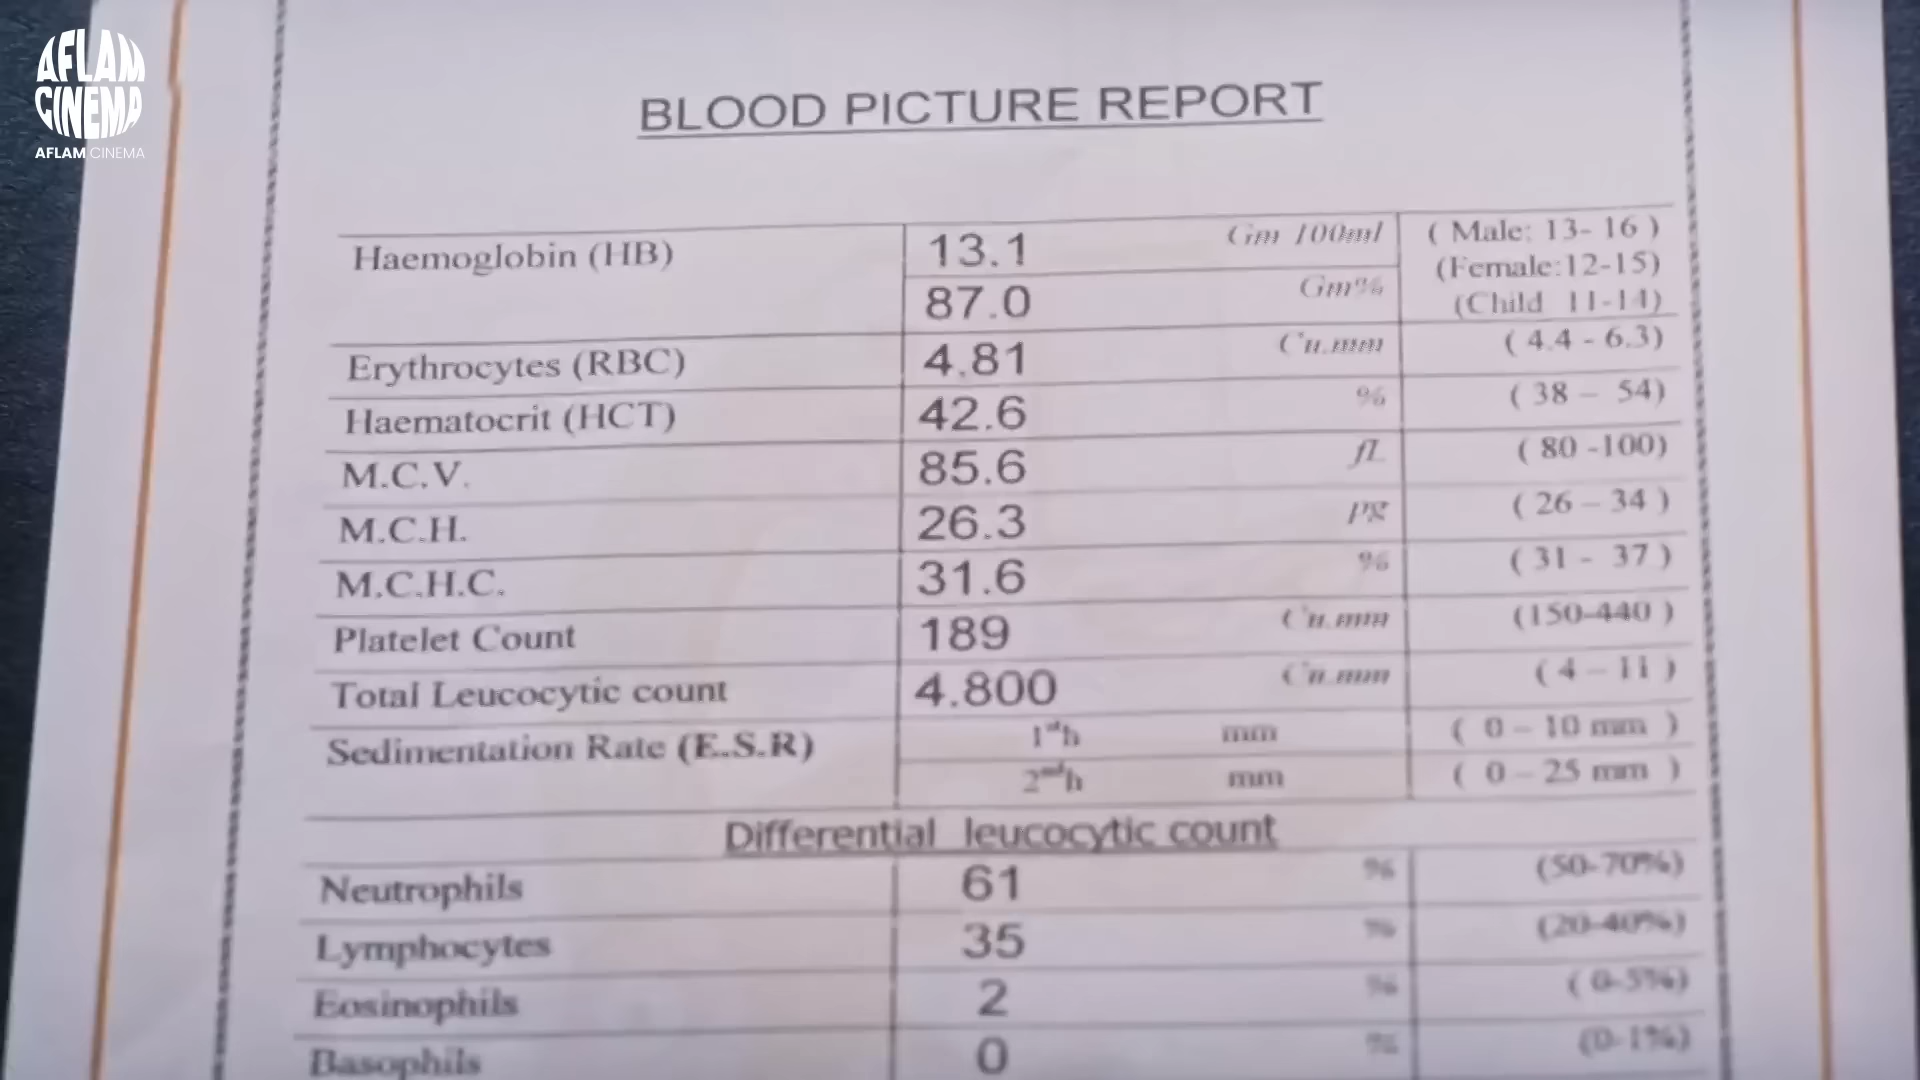 AFLAM
CINEMA
AFLAM CINEMA
BLOOD PICTURE REPORT
Haemoglobin (HB) 13.1 Gm 100ml ( Male: 13- 16 )
(Female:12-15)
87.0 Gm% (Child 11-14)
Erythrocytes (RBC) 4.81 Cu.mm ( 4.4 - 6.3)
Haematocrit (HCT) 42.6 % ( 38 – 54)
M.C.V. 85.6 fL ( 80 -100)
M.C.H. 26.3 pg ( 26 – 34 )
M.C.H.C. 31.6 % ( 31 - 37 )
Platelet Count 189 Cu.mm (150-440 )
Total Leucocytic count 4.800 Cu.mm ( 4 – 11 )
Sedimentation Rate (E.S.R) 1st h mm ( 0 – 10 mm )
2nd h mm ( 0 – 25 mm )
Differential leucocytic count
Neutrophils 61 % (50-70%)
Lymphocytes 35 % (20-40%)
Eosinophils 2 % ( 0-5%)
Basophils 0 % (0-1%)